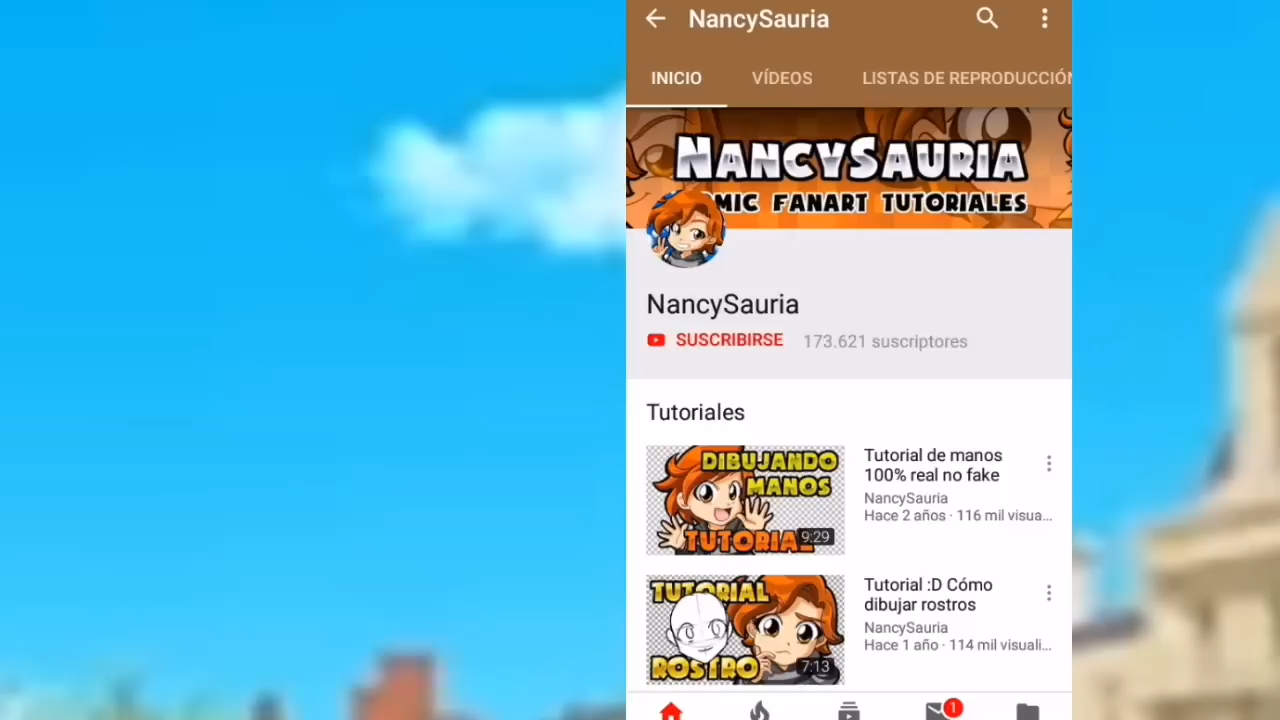 NancySauria
INICIO VÍDEOS LISTAS DE REPRODUCCIÓN
NANCYSAURIA
MIC FANART TUTORIALES
NancySauria
SUSCRIBIRSE 173.621 suscriptores
Tutoriales
DIBUJANDO
MANOS
TUTORIAL
9:29
Tutorial de manos
100% real no fake
NancySauria
Hace 2 años · 116 mil visua...
TUTORIAL
ROSTRO
7:13
Tutorial :D Cómo
dibujar rostros
NancySauria
Hace 1 año · 114 mil visuali...
1